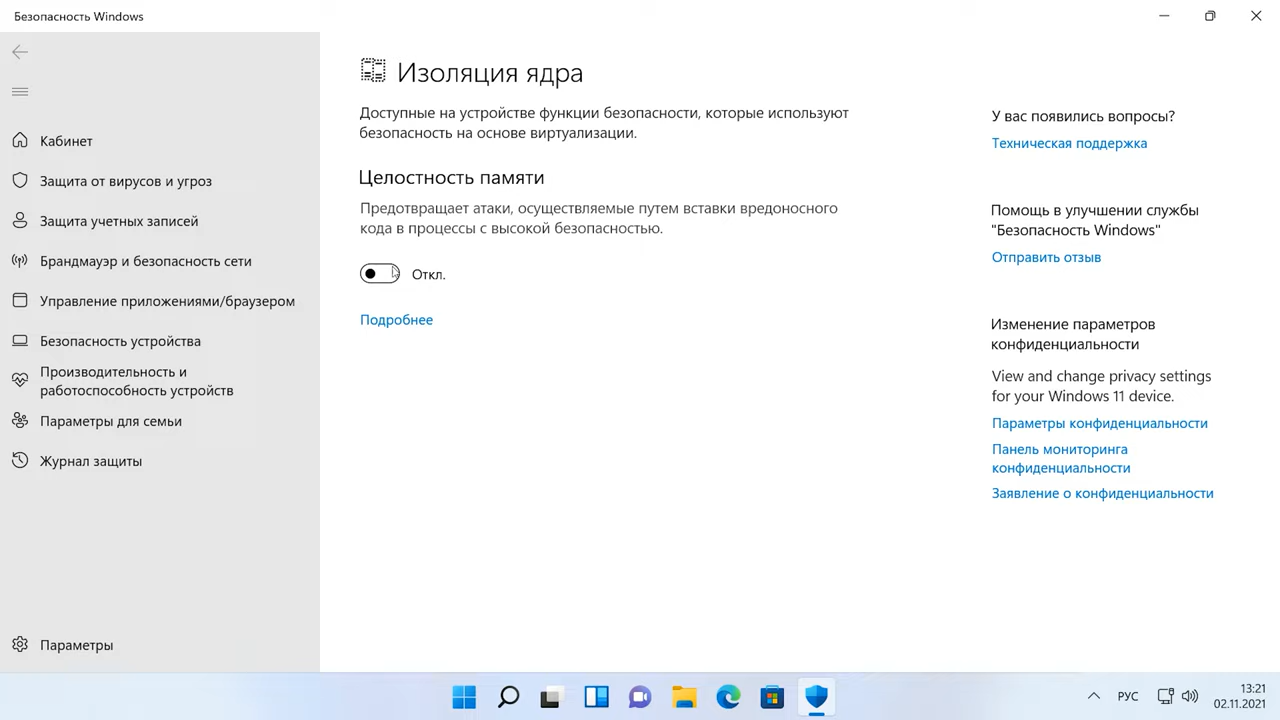 Безопасность Windows
Кабинет
Защита от вирусов и угроз
Защита учетных записей
Брандмауэр и безопасность сети
Управление приложениями/браузером
Безопасность устройства
Производительность и
работоспособность устройств
Параметры для семьи
Журнал защиты
Параметры
Изоляция ядра
Доступные на устройстве функции безопасности, которые используют
безопасность на основе виртуализации.
Целостность памяти
Предотвращает атаки, осуществляемые путем вставки вредоносного
кода в процессы с высокой безопасностью.
Откл.
Подробнее
У вас появились вопросы?
Техническая поддержка
Помощь в улучшении службы
"Безопасность Windows"
Отправить отзыв
Изменение параметров
конфиденциальности
View and change privacy settings
for your Windows 11 device.
Параметры конфиденциальности
Панель мониторинга
конфиденциальности
Заявление о конфиденциальности
РУС
13:21
02.11.2021